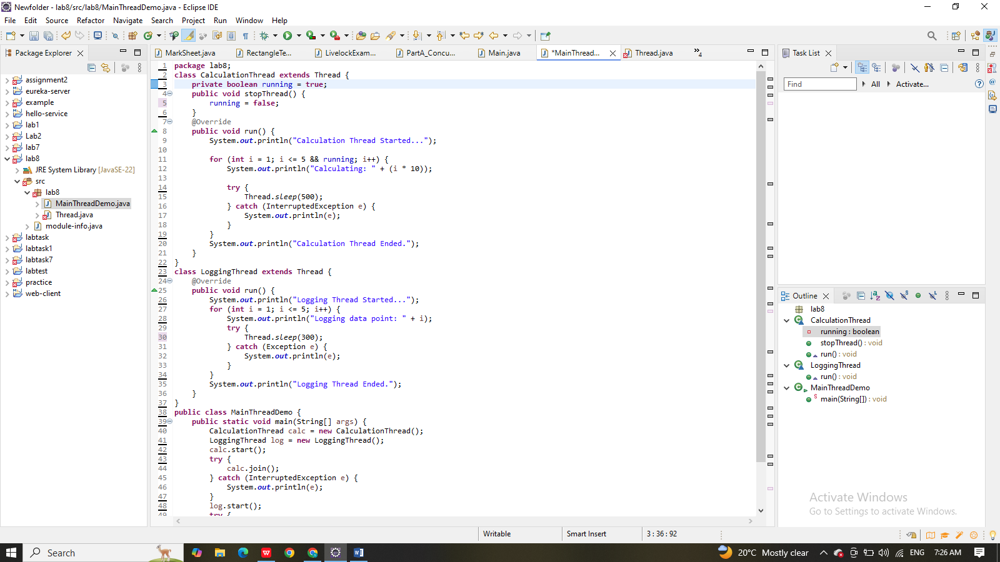 Newfolder - lab8/src/lab8/MainThreadDemo.java - Eclipse IDE
File Edit Source Refactor Navigate Search Project Run Window Help
Package Explorer
assignment2
eureka-server
example
hello-service
lab1
Lab2
lab7
lab8
JRE System Library [JavaSE-22]
src
lab8
MainThreadDemo.java
Thread.java
module-info.java
labtask
labtask1
labtask7
labtest
practice
web-client
MarkSheet.java RectangleTe... LivelockExam... PartA_Concu... Main.java *MainThread... Thread.java »4
1 package lab8;
2 class CalculationThread extends Thread {
3 private boolean running = true;
4 public void stopThread() {
5 running = false;
6 }
7 @Override
8 public void run() {
9 System.out.println("Calculation Thread Started...");
10
11 for (int i = 1; i <= 5 && running; i++) {
12 System.out.println("Calculating: " + (i * 10));
13
14 try {
15 Thread.sleep(500);
16 } catch (InterruptedException e) {
17 System.out.println(e);
18 }
19 }
20 System.out.println("Calculation Thread Ended.");
21 }
22 }
23 class LoggingThread extends Thread {
24 @Override
25 public void run() {
26 System.out.println("Logging Thread Started...");
27 for (int i = 1; i <= 5; i++) {
28 System.out.println("Logging data point: " + i);
29 try {
30 Thread.sleep(300);
31 } catch (Exception e) {
32 System.out.println(e);
33 }
34 }
35 System.out.println("Logging Thread Ended.");
36 }
37 }
38 public class MainThreadDemo {
39 public static void main(String[] args) {
40 CalculationThread calc = new CalculationThread();
41 LoggingThread log = new LoggingThread();
42 calc.start();
43 try {
44 calc.join();
45 } catch (InterruptedException e) {
46 System.out.println(e);
47 }
48 log.start();
49 try {
Task List
Find All Activate...
Outline
lab8
CalculationThread
running : boolean
stopThread() : void
run() : void
LoggingThread
run() : void
MainThreadDemo
main(String[]) : void
Activate Windows
Go to Settings to activate Windows.
Writable Smart Insert 3 : 36 : 92
Search 20°C Mostly clear ENG 7:26 AM